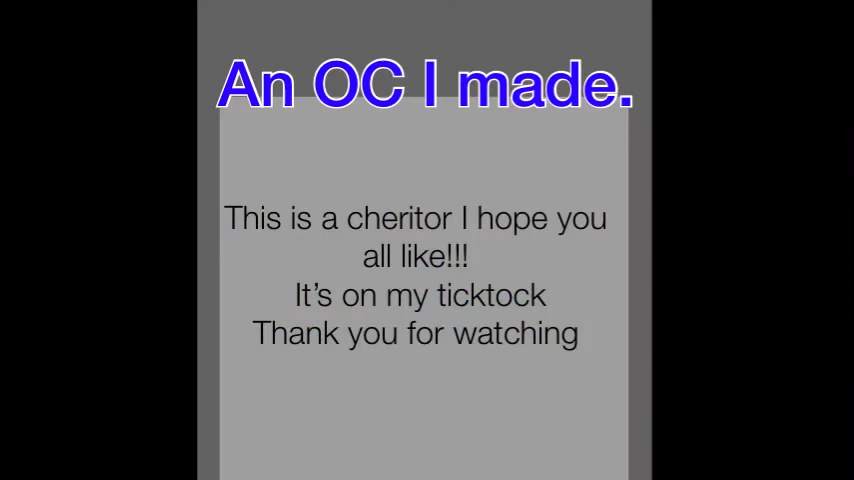 An OC I made.
This is a cheritor I hope you
all like!!!
It’s on my ticktock
Thank you for watching